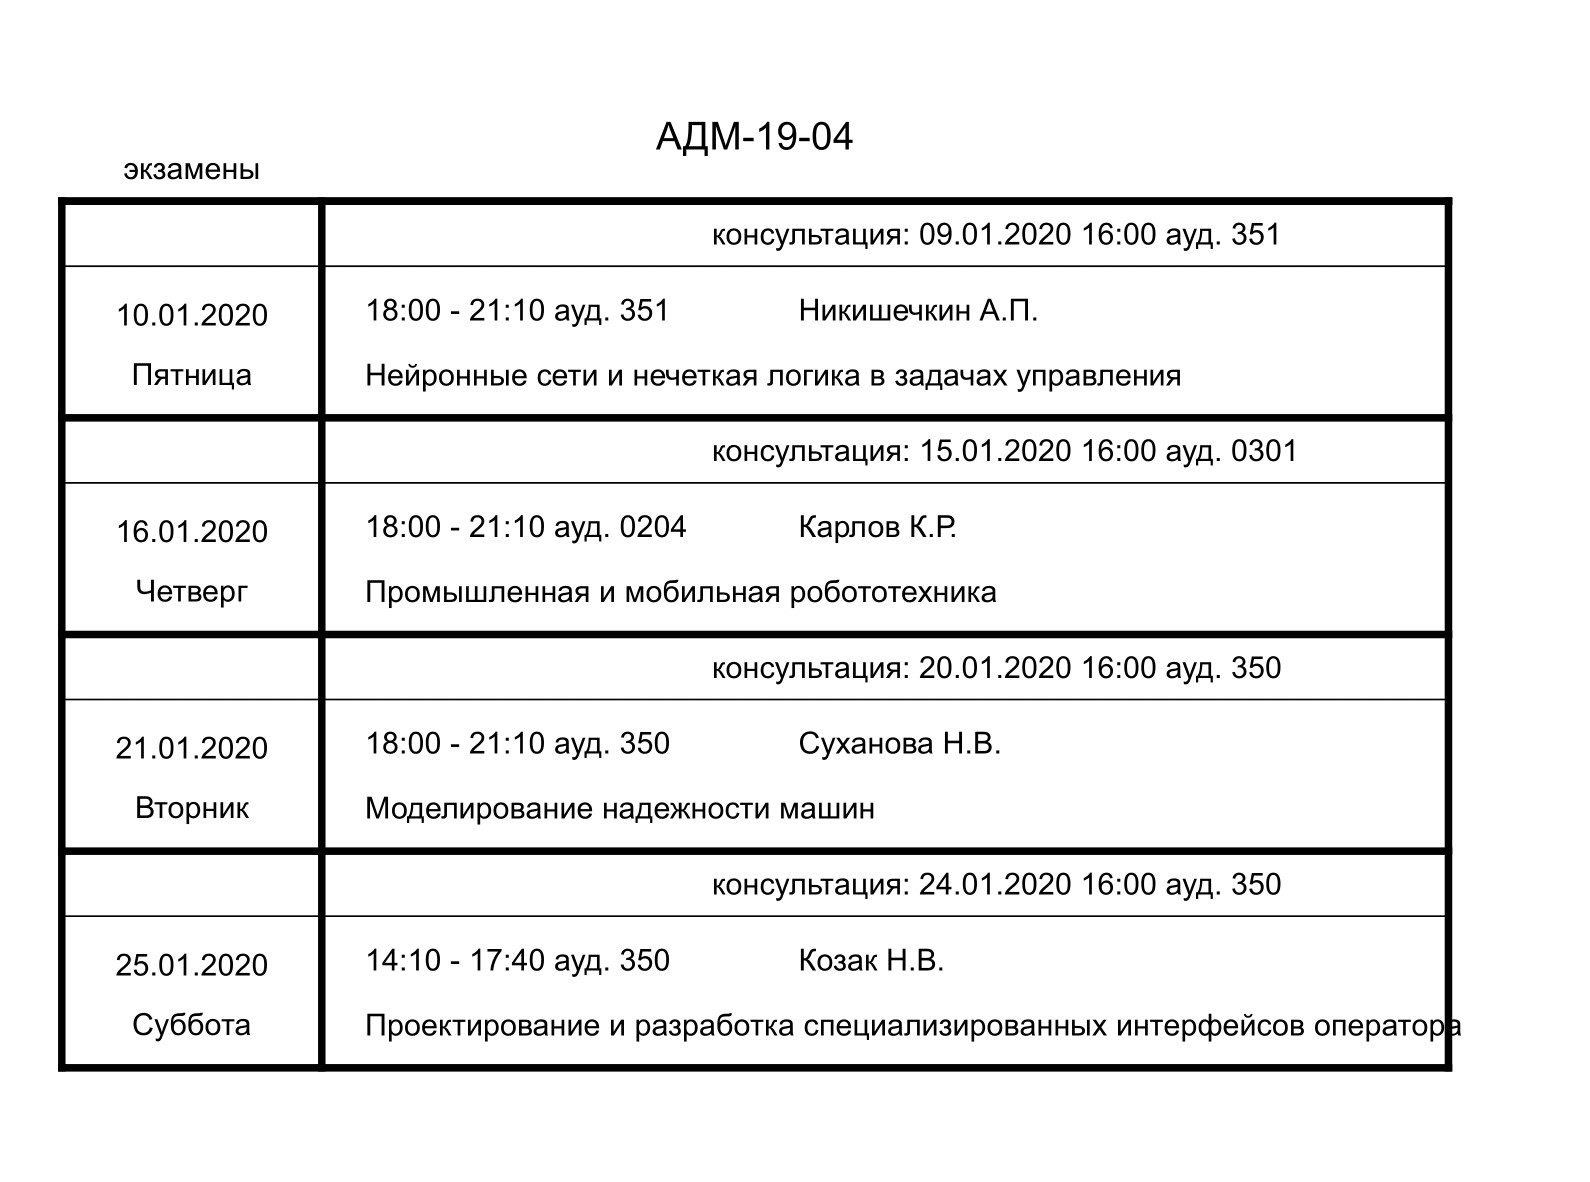 АДМ-19-04
экзамены
консультация: 09.01.2020 16:00 ауд. 351
10.01.2020
Пятница
18:00 - 21:10 ауд. 351 Никишечкин А.П.
Нейронные сети и нечеткая логика в задачах управления
консультация: 15.01.2020 16:00 ауд. 0301
16.01.2020
Четверг
18:00 - 21:10 ауд. 0204 Карлов К.Р.
Промышленная и мобильная робототехника
консультация: 20.01.2020 16:00 ауд. 350
21.01.2020
Вторник
18:00 - 21:10 ауд. 350 Суханова Н.В.
Моделирование надежности машин
консультация: 24.01.2020 16:00 ауд. 350
25.01.2020
Суббота
14:10 - 17:40 ауд. 350 Козак Н.В.
Проектирование и разработка специализированных интерфейсов оператора